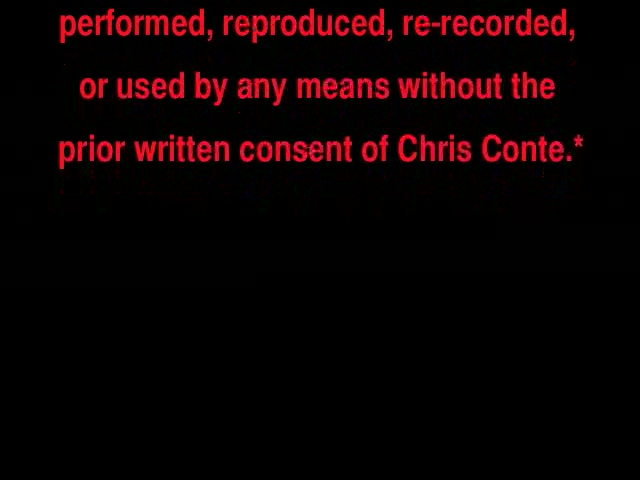 performed, reproduced, re-recorded,
or used by any means without the
prior written consent of Chris Conte.*